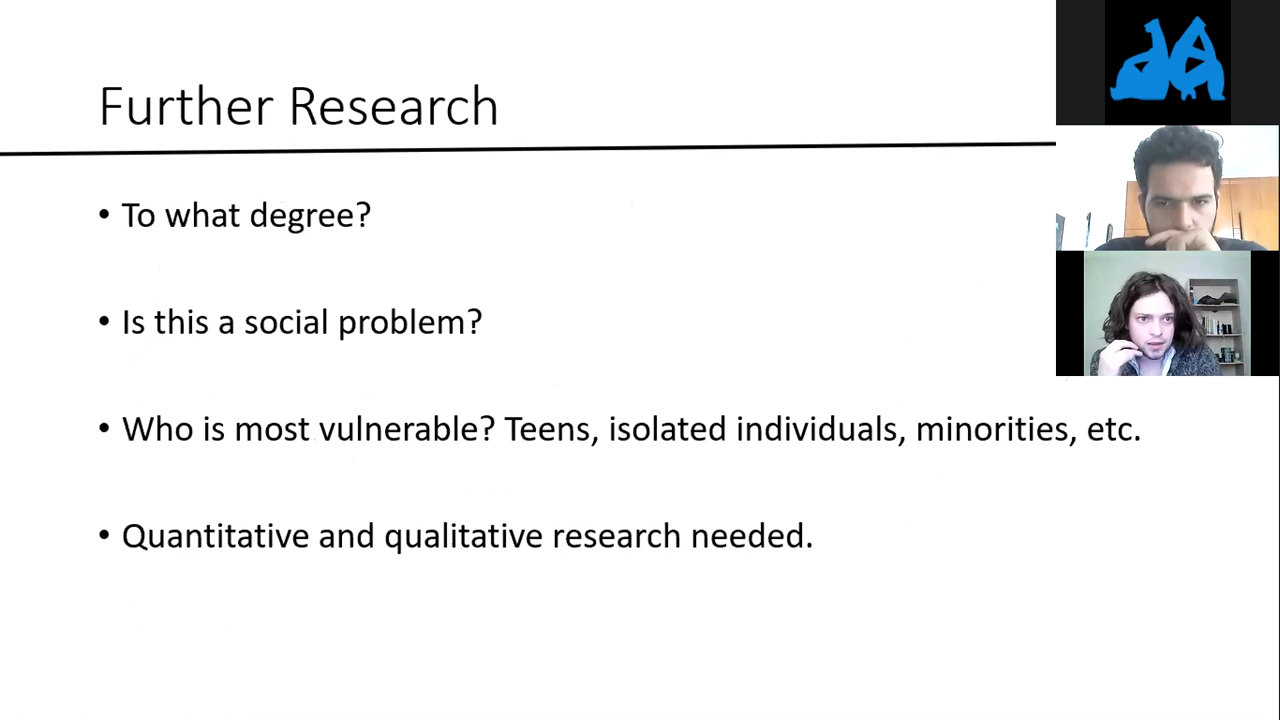 Further Research
• To what degree?
• Is this a social problem?
• Who is most vulnerable? Teens, isolated individuals, minorities, etc.
• Quantitative and qualitative research needed.